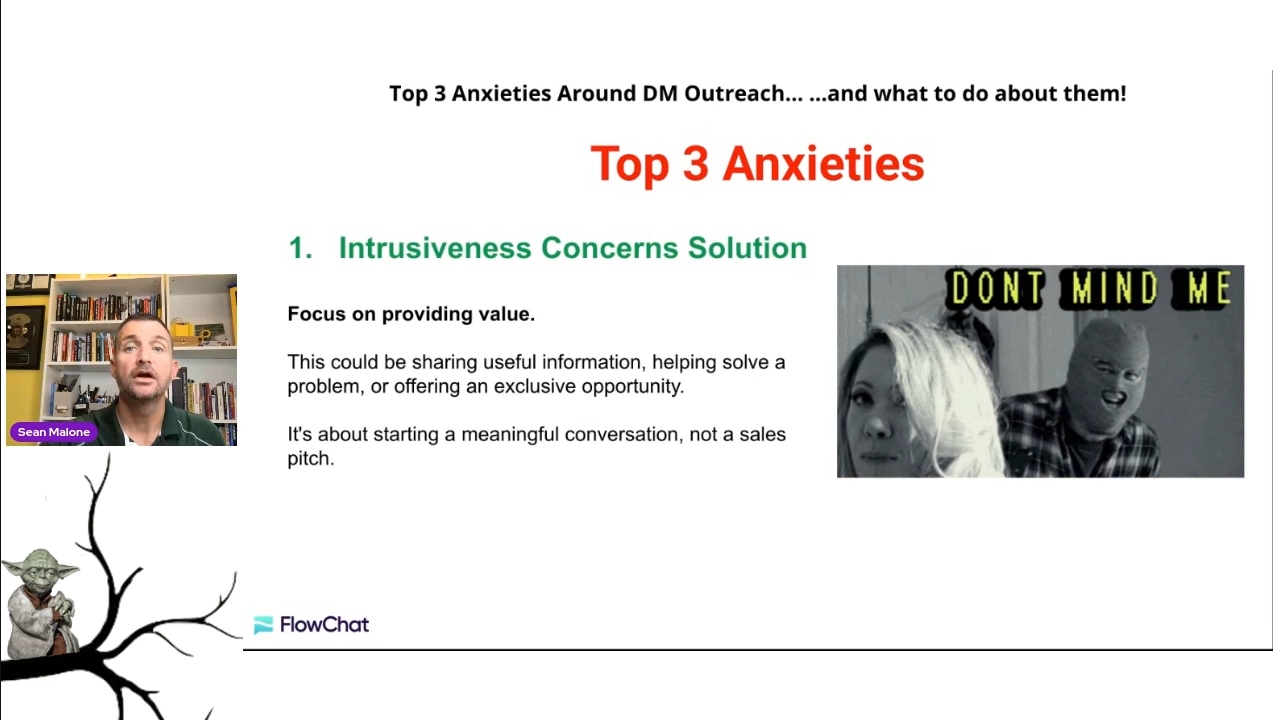 Top 3 Anxieties Around DM Outreach... ...and what to do about them!
Top 3 Anxieties
1. Intrusiveness Concerns Solution
Focus on providing value.
This could be sharing useful information, helping solve a
problem, or offering an exclusive opportunity.
It's about starting a meaningful conversation, not a sales
pitch.
DONT MIND ME
Sean Malone
FlowChat